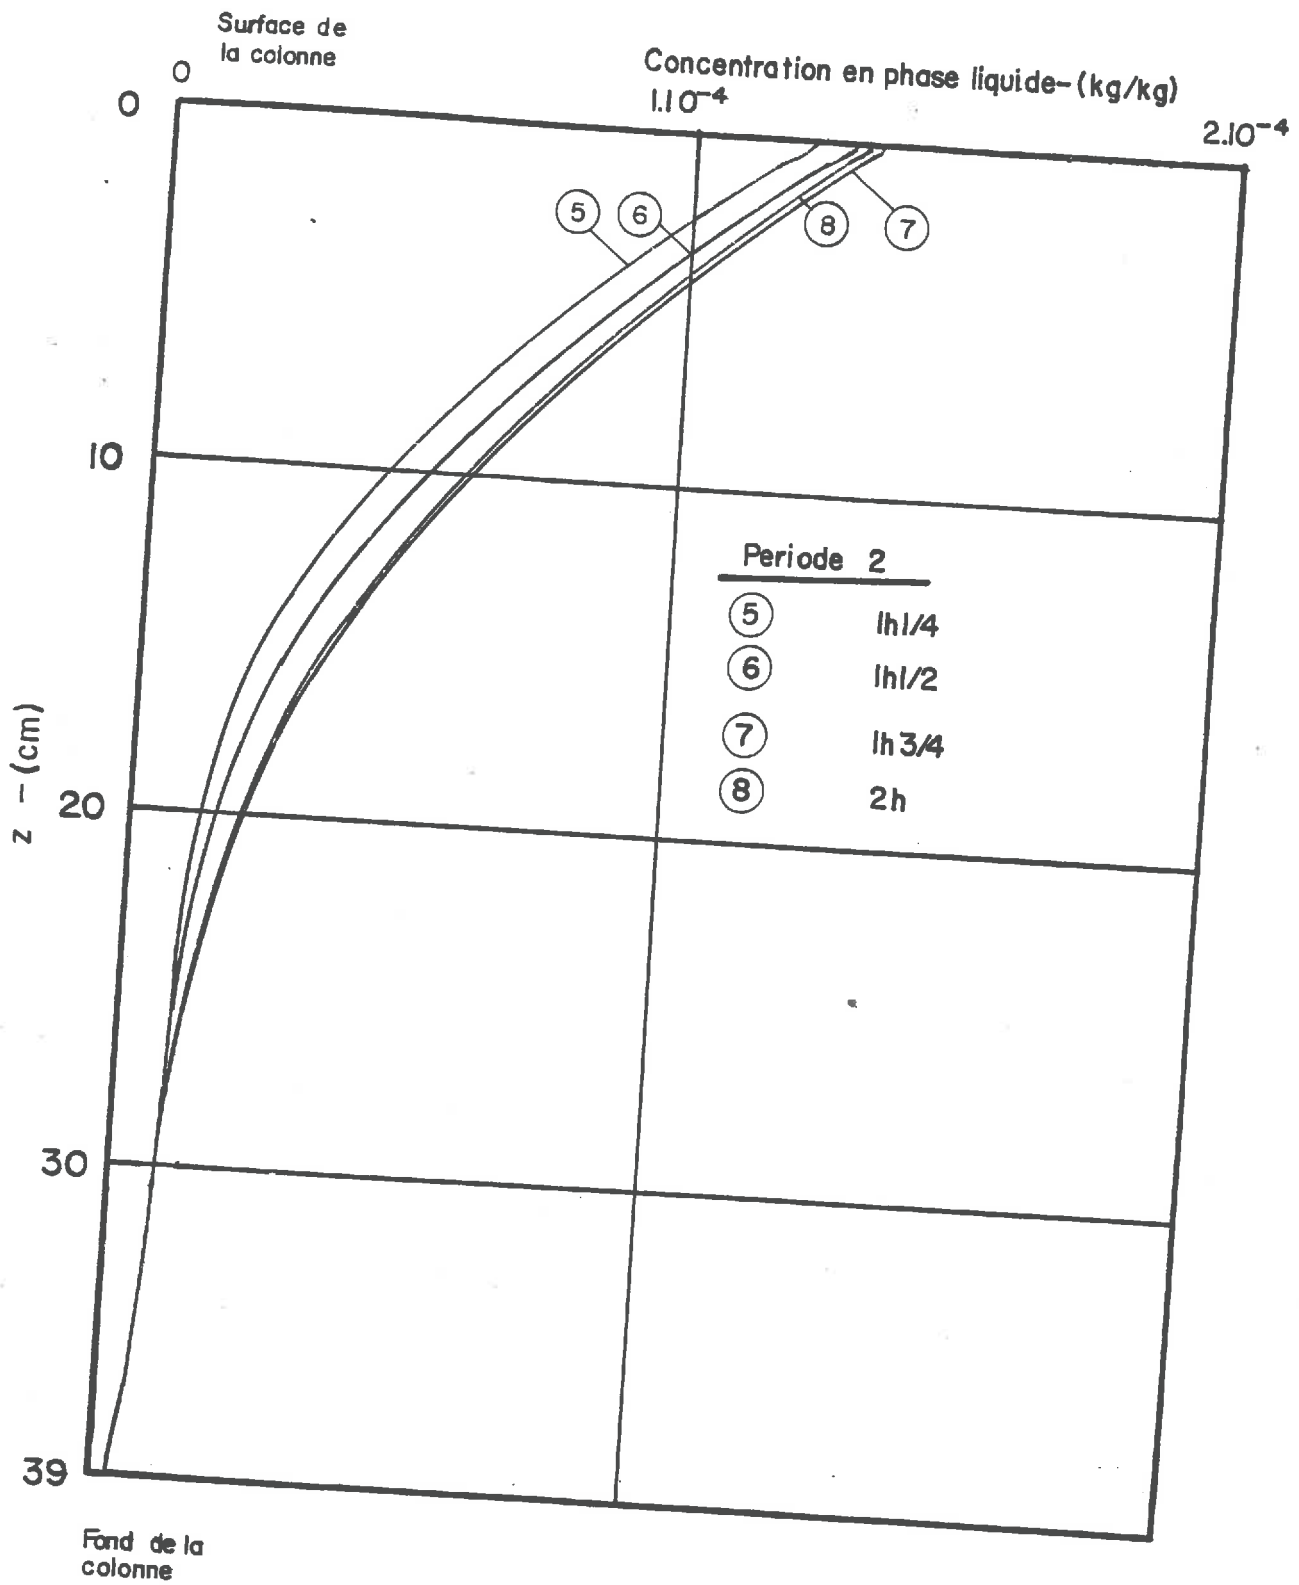 Surface de
la colonne
Concentration en phase liquide-(kg/kg)
0
1.10⁻⁴
2.10⁻⁴
0
5
6
8
7
10
Periode 2
5 1h1/4
6 1h1/2
7 1h3/4
8 2h
z - (cm)
20
30
39
Fond de la
colonne